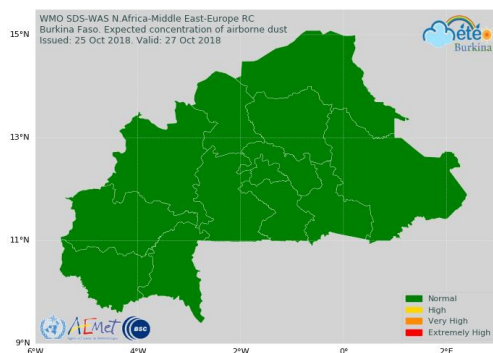 WMO SDS-WAS N.Africa-Middle East-Europe RC
Burkina Faso. Expected concentration of airborne dust
Issued: 25 Oct 2018. Valid: 27 Oct 2018
météo
Burkina
15°N
13°N
11°N
9°N
Normal
High
Very High
Extremely High
AEMet
BSC
6°W
4°W
2°W
0°
2°E